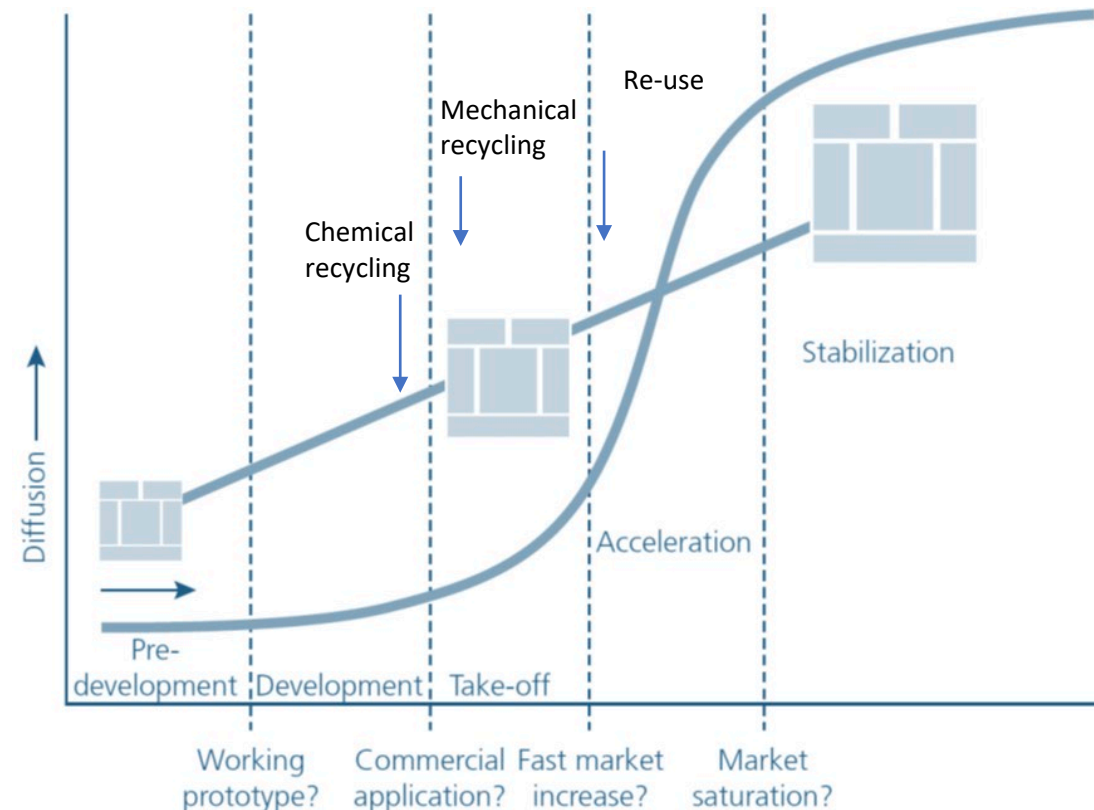 Re-use
Mechanical
recycling
Chemical
recycling
Stabilization
Diffusion
Acceleration
Pre-
development
Development
Take-off
Working
prototype?
Commercial
application?
Fast market
increase?
Market
saturation?